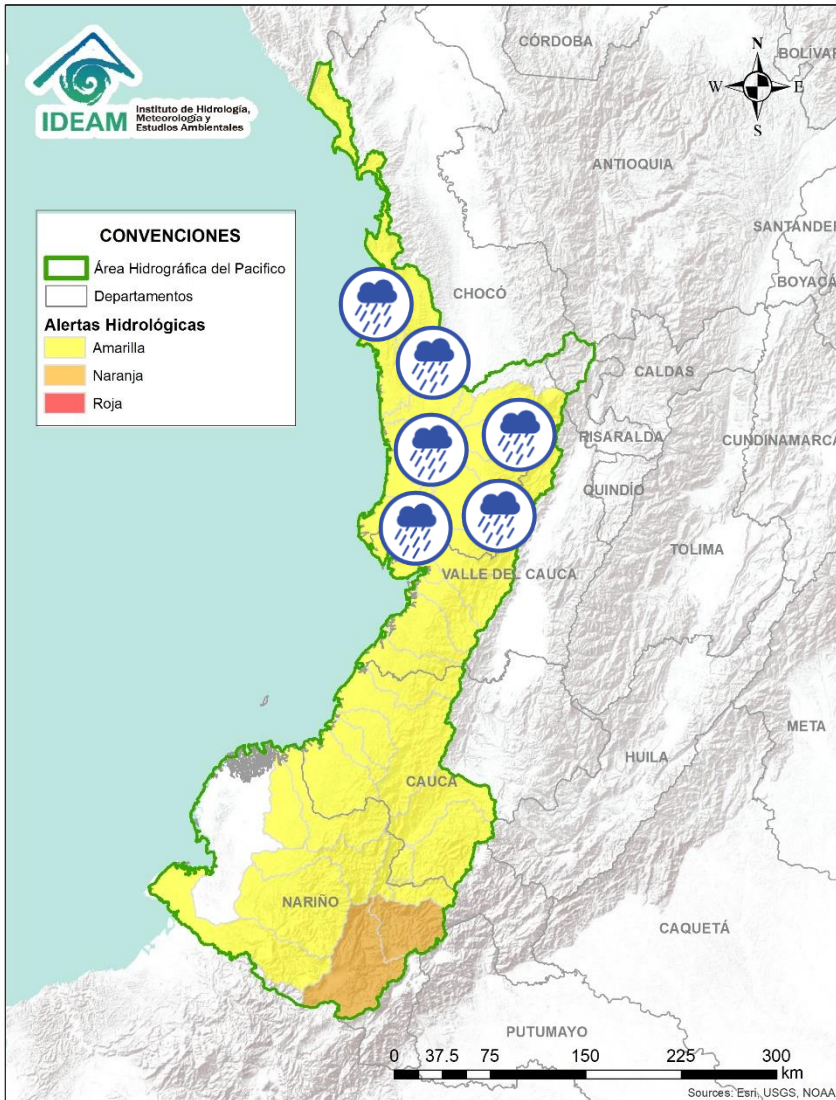 IDEAM
Instituto de Hidrología,
Meteorología y
Estudios Ambientales
CÓRDOBA
BOLÍVAR
N
W
E
S
ANTIOQUIA
SANTANDER
BOYACÁ
CONVENCIONES
Área Hidrográfica del Pacifico
Departamentos
Alertas Hidrológicas
Amarilla
Naranja
Roja
CHOCÓ
CALDAS
RISARALDA
CUNDINAMARCA
QUINDÍO
TOLIMA
VALLE DEL CAUCA
META
HUILA
CAUCA
NARIÑO
CAQUETÁ
PUTUMAYO
0 37.5 75 150 225 300
km
Sources: Esri, USGS, NOAA